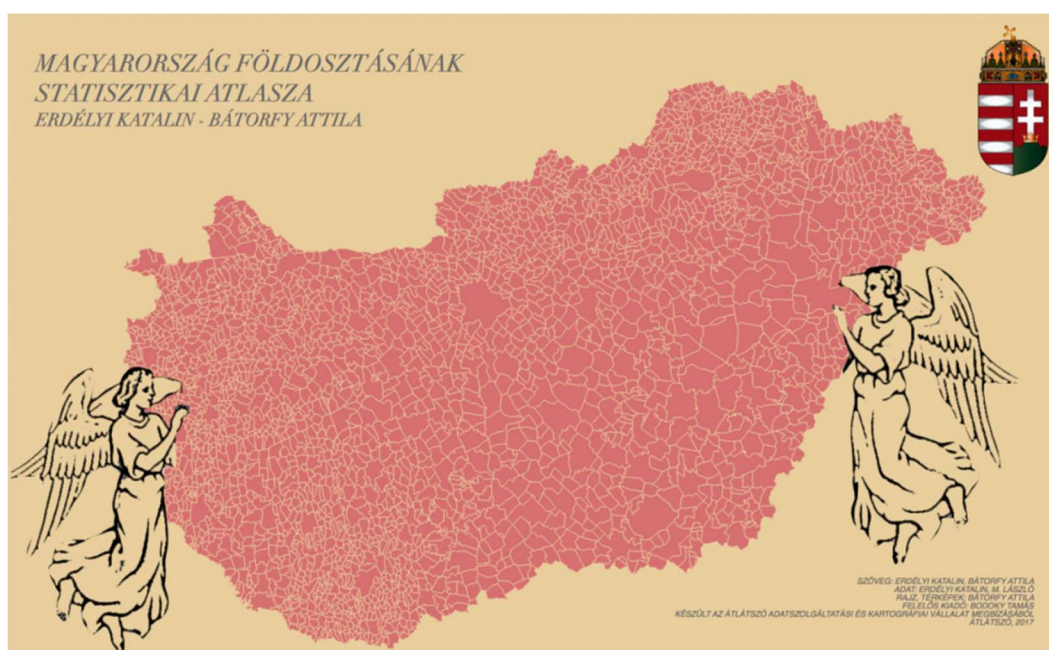 MAGYARORSZÁG FÖLDOSZTÁSÁNAK
STATISZTIKAI ATLASZA
ERDÉLYI KATALIN - BÁTORFY ATTILA
SZÖVEG: ERDÉLYI KATALIN, BÁTORFY ATTILA
ADAT: ERDÉLYI KATALIN, M. LÁSZLÓ
RAJZ, TÉRKÉPEK: BÁTORFY ATTILA
FELELŐS KIADÓ: BODOKY TAMÁS
KÉSZÜLT AZ ÁTLÁTSZÓ ADATSZOLGÁLTATÁSI ÉS KARTOGRÁFIAI VÁLLALAT MEGBÍZÁSÁBÓL
ÁTLÁTSZÓ, 2017